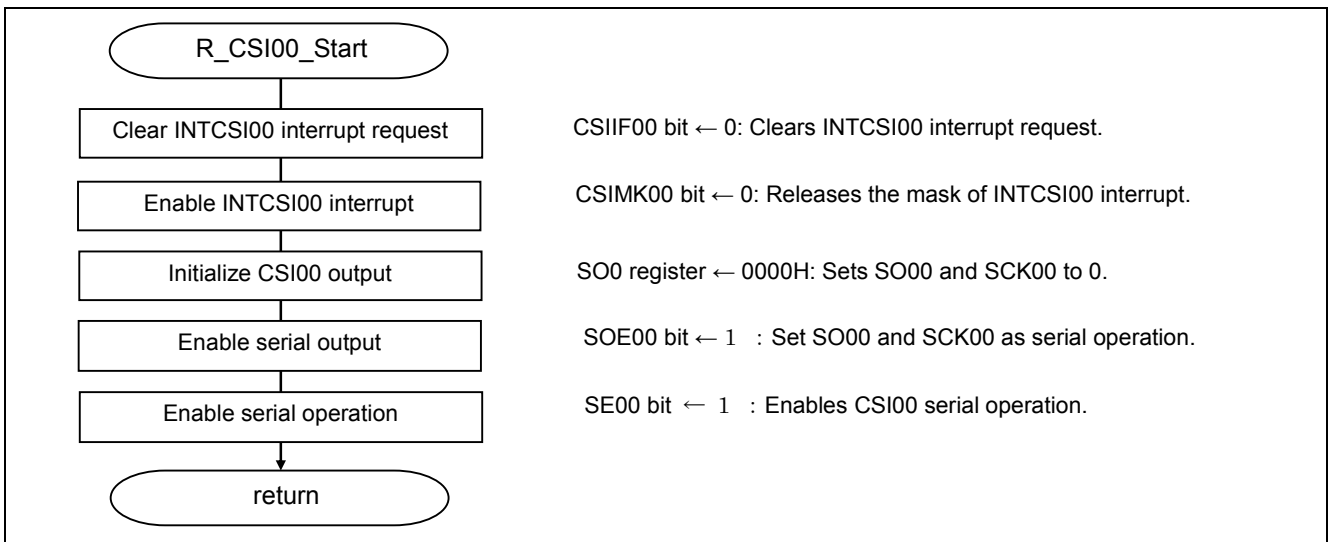 R_CSI00_Start
Clear INTCSI00 interrupt request
CSIIF00 bit ← 0: Clears INTCSI00 interrupt request.
Enable INTCSI00 interrupt
CSIMK00 bit ← 0: Releases the mask of INTCSI00 interrupt.
Initialize CSI00 output
SO0 register ← 0000H: Sets SO00 and SCK00 to 0.
Enable serial output
SOE00 bit ← 1 : Set SO00 and SCK00 as serial operation.
Enable serial operation
SE00 bit ← 1 : Enables CSI00 serial operation.
return